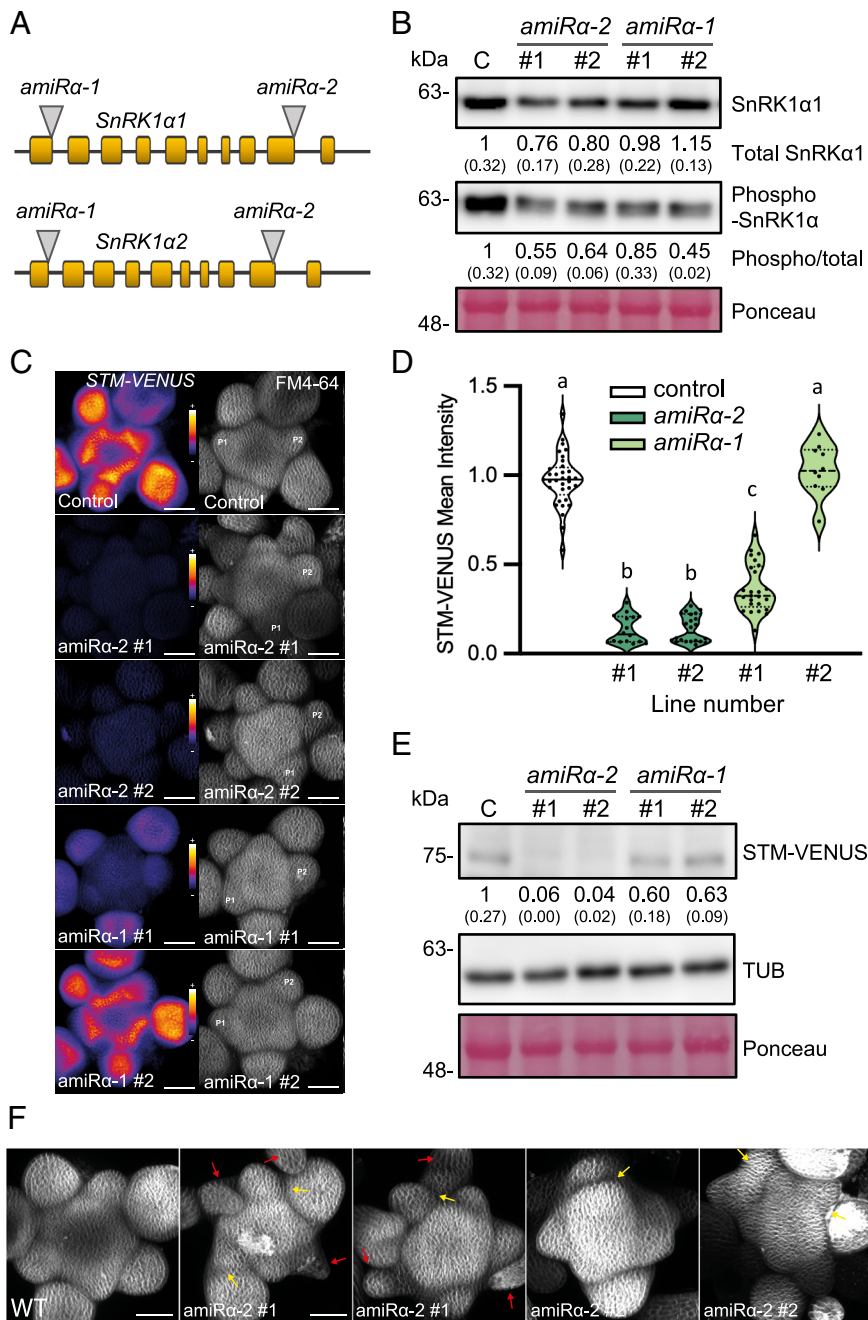 A
amiRα-1
amiRα-2
SnRK1α1
amiRα-1
amiRα-2
SnRK1α2
B
amiRα-2 amiRα-1
kDa C #1 #2 #1 #2
63- SnRK1α1
1 0.76 0.80 0.98 1.15 Total SnRKα1
(0.32) (0.17) (0.28) (0.22) (0.13)
63- Phospho
-SnRK1α
1 0.55 0.64 0.85 0.45 Phospho/total
(0.32) (0.09) (0.06) (0.33) (0.02)
48- Ponceau
C
STM-VENUS FM4-64
+
-
P1 P2
Control Control
+
-
P2
P1
amiRα-2 #1 amiRα-2 #1
+
-
P2
P1
amiRα-2 #2 amiRα-2 #2
+
-
P2
P1
amiRα-1 #1 amiRα-1 #1
+
-
P2
P1
amiRα-1 #2 amiRα-1 #2
D
STM-VENUS Mean Intensity
1.5
1.0
0.5
0.0
control
amiRα-2
amiRα-1
a b b c a
#1 #2 #1 #2
Line number
E
amiRα-2 amiRα-1
kDa C #1 #2 #1 #2
75- STM-VENUS
1 0.06 0.04 0.60 0.63
(0.27) (0.00) (0.02) (0.18) (0.09)
63- TUB
48- Ponceau
F
WT amiRα-2 #1 amiRα-2 #1 amiRα-2 #2 amiRα-2 #2